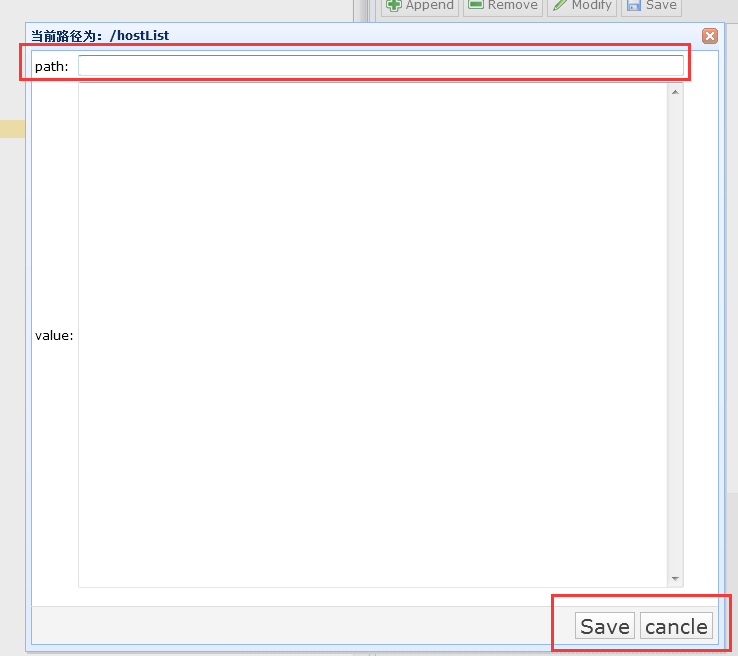 Append Remove Modify Save
当前路径为: /hostList
path:
value:
Save cancle